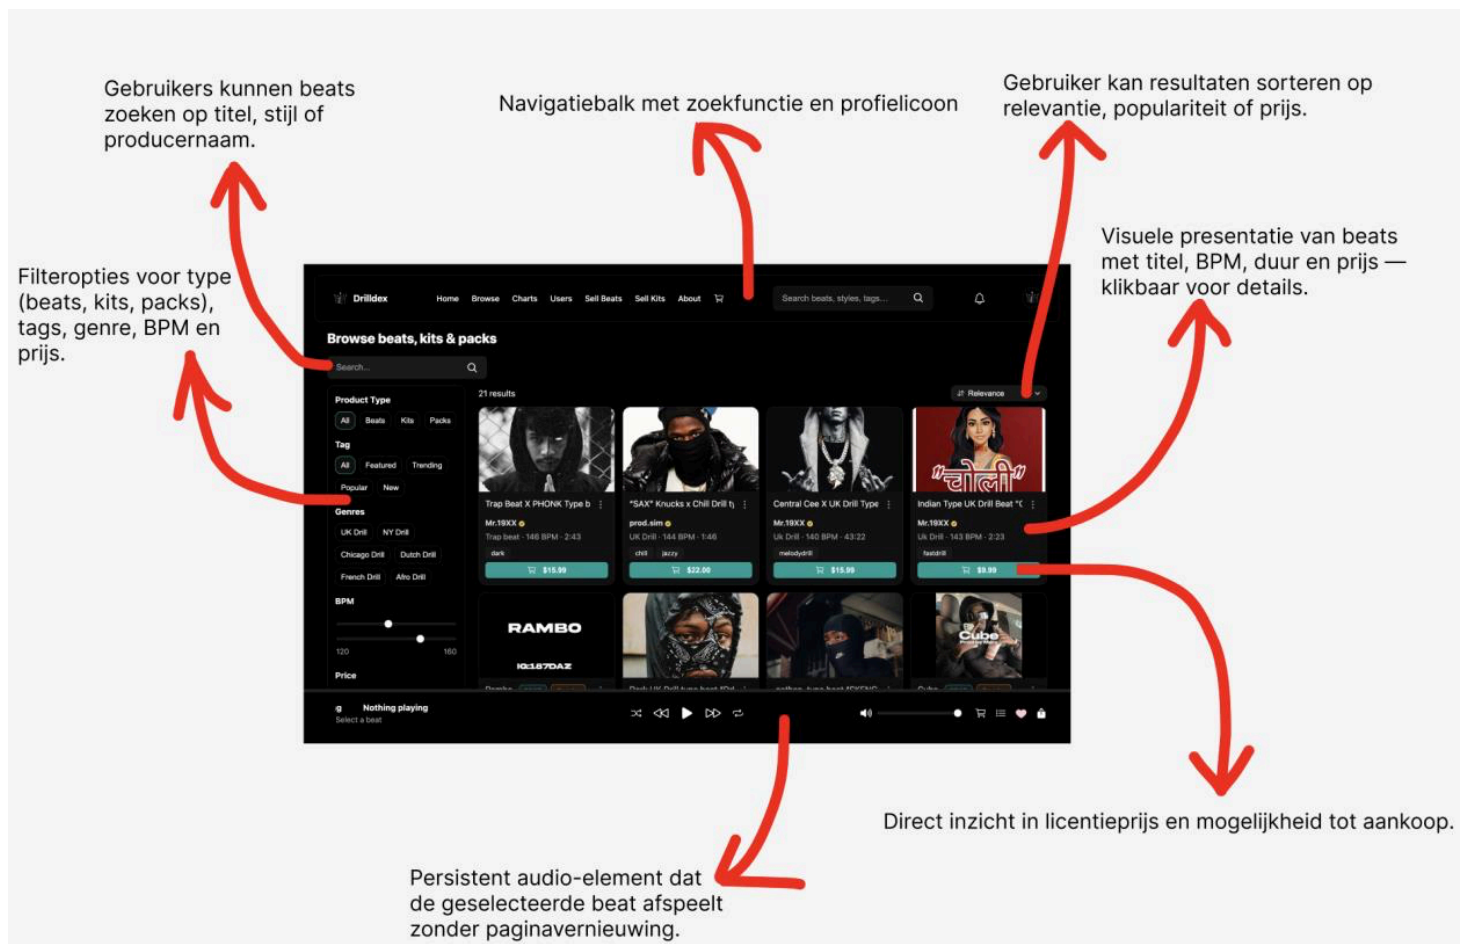 Gebruikers kunnen beats
zoeken op titel, stijl of
producernaam.
Navigatiebalk met zoekfunctie en profielicoon
Gebruiker kan resultaten sorteren op
relevantie, populariteit of prijs.
Visuele presentatie van beats
met titel, BPM, duur en prijs —
klikbaar voor details.
Filteropties voor type
(beats, kits, packs),
tags, genre, BPM en
prijs.
Drilldex Home Browse Charts Users Sell Beats Sell Kits About Search beats, styles, tags...
Browse beats, kits & packs
Search...
21 results
Relevance
Product Type
All Beats Kits Packs
Tag
All Featured Trending
Popular New
Genres
UK Drill NY Drill
Chicago Drill Dutch Drill
French Drill Afro Drill
BPM
120 160
Price
"चोली"
Trap Beat X PHONK Type b
Mr.19XX
Trap beat · 146 BPM · 2:43
dark
$15.99
"SAX" Knucks x Chill Drill
prod.sim
UK Drill · 144 BPM · 1:46
chill jazzy
$22.00
Central Cee X UK Drill Type
Mr.19XX
Uk Drill · 140 BPM · 43:22
melodydrill
$15.99
Indian Type UK Drill Beat
Mr.19XX
Uk Drill · 143 BPM · 2:23
fastdrill
$9.99
RAMBO
IG:187DAZ
Cube
Nothing playing
Select a beat
Direct inzicht in licentieprijs en mogelijkheid tot aankoop.
Persistent audio-element dat
de geselecteerde beat afspeelt
zonder paginavernieuwing.